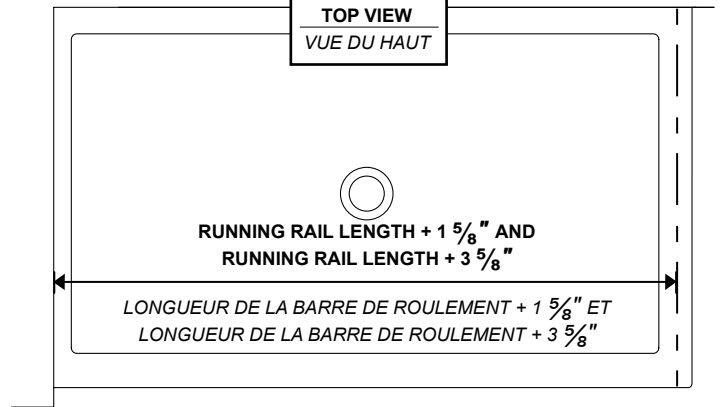 TOP VIEW
VUE DU HAUT
RUNNING RAIL LENGTH + 1 5/8" AND
RUNNING RAIL LENGTH + 3 5/8"
LONGUEUR DE LA BARRE DE ROULEMENT + 1 5/8" ET
LONGUEUR DE LA BARRE DE ROULEMENT + 3 5/8"